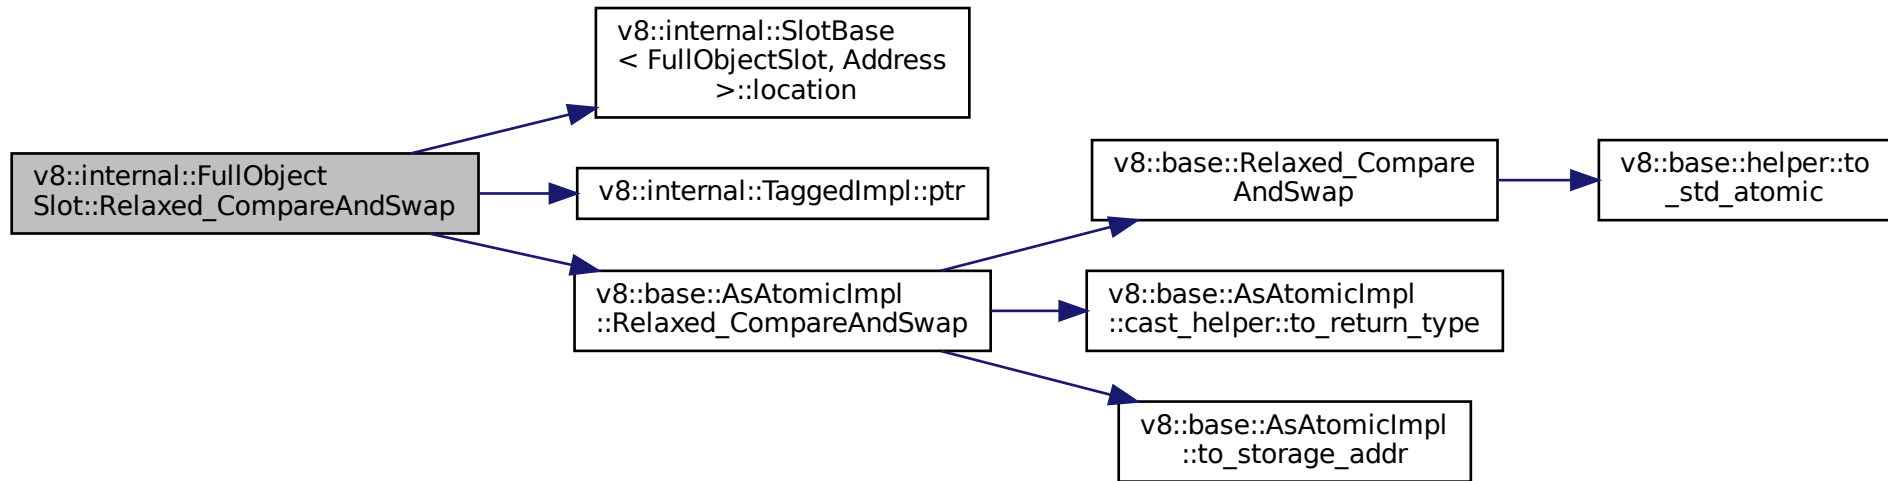 v8::internal::FullObject
Slot::Relaxed_CompareAndSwap
v8::internal::SlotBase
< FullObjectSlot, Address
>::location
v8::internal::TaggedImpl::ptr
v8::base::AsAtomicImpl
::Relaxed_CompareAndSwap
v8::base::Relaxed_Compare
AndSwap
v8::base::helper::to
_std_atomic
v8::base::AsAtomicImpl
::cast_helper::to_return_type
v8::base::AsAtomicImpl
::to_storage_addr